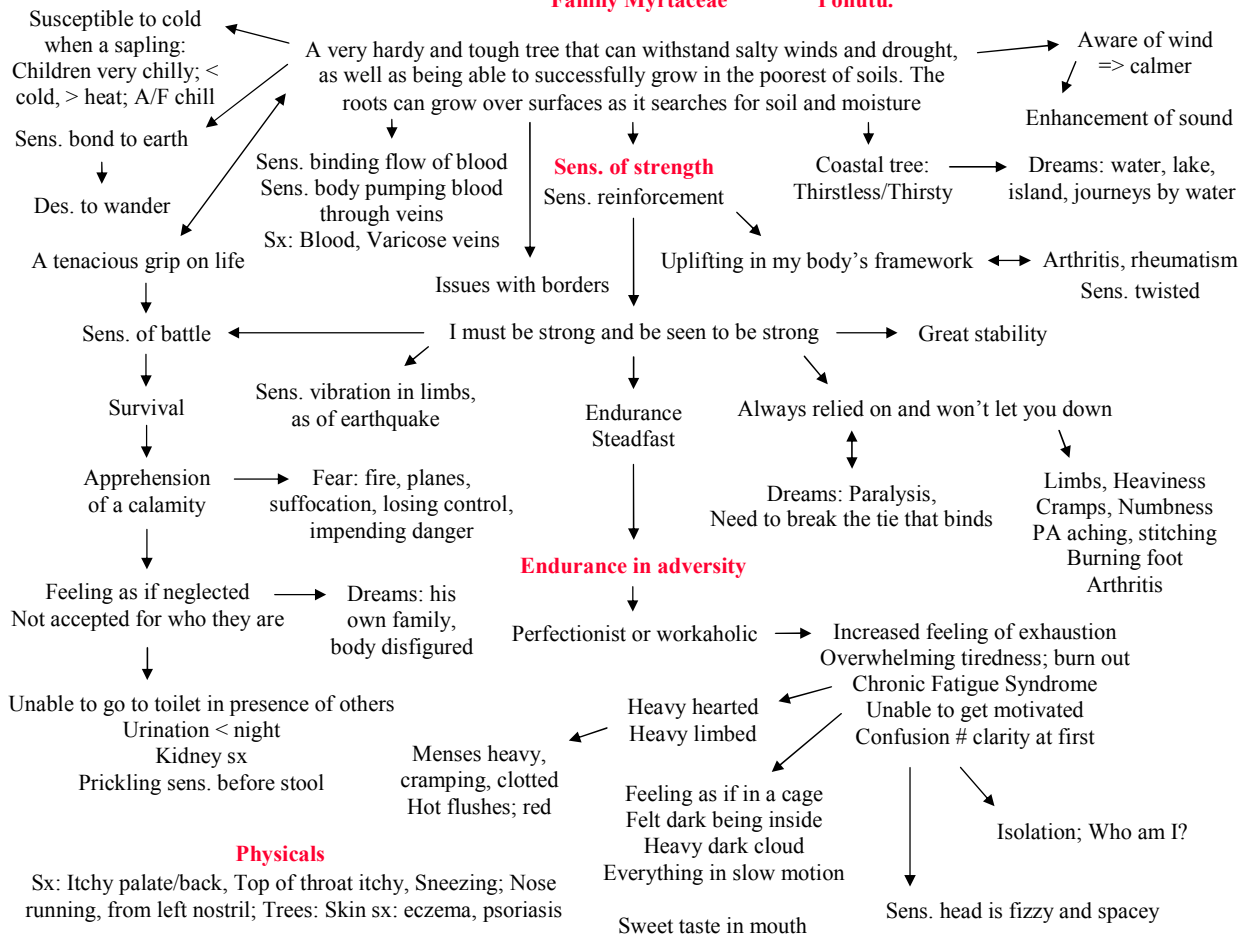 Family Myrtaceae
Susceptible to cold
when a sapling:
Children very chilly; <
cold, > heat; A/F chill
A very hardy and tough tree that can withstand salty winds and drought,
as well as being able to successfully grow in the poorest of soils. The
roots can grow over surfaces as it searches for soil and moisture
Aware of wind
=> calmer
Enhancement of sound
Sens. bond to earth
Des. to wander
Sens. binding flow of blood
Sens. body pumping blood
through veins
Sx: Blood, Varicose veins
Sens. of strength
Sens. reinforcement
Coastal tree:
Thirstless/Thirsty
Dreams: water, lake,
island, journeys by water
A tenacious grip on life
Issues with borders
Uplifting in my body's framework
Arthritis, rheumatism
Sens. twisted
Sens. of battle
I must be strong and be seen to be strong
Great stability
Survival
Sens. vibration in limbs,
as of earthquake
Endurance
Steadfast
Always relied on and won't let you down
Apprehension
of a calamity
Fear: fire, planes,
suffocation, losing control,
impending danger
Dreams: Paralysis,
Need to break the tie that binds
Limbs, Heaviness
Cramps, Numbness
PA aching, stitching
Burning foot
Arthritis
Endurance in adversity
Feeling as if neglected
Not accepted for who they are
Dreams: his
own family,
body disfigured
Perfectionist or workaholic
Increased feeling of exhaustion
Overwhelming tiredness; burn out
Chronic Fatigue Syndrome
Unable to get motivated
Confusion # clarity at first
Unable to go to toilet in presence of others
Urination < night
Kidney sx
Prickling sens. before stool
Heavy hearted
Heavy limbed
Menses heavy,
cramping, clotted
Hot flushes; red
Feeling as if in a cage
Felt dark being inside
Heavy dark cloud
Everything in slow motion
Isolation; Who am I?
Physicals
Sx: Itchy palate/back, Top of throat itchy, Sneezing; Nose
running, from left nostril; Trees: Skin sx: eczema, psoriasis
Sweet taste in mouth
Sens. head is fizzy and spacey